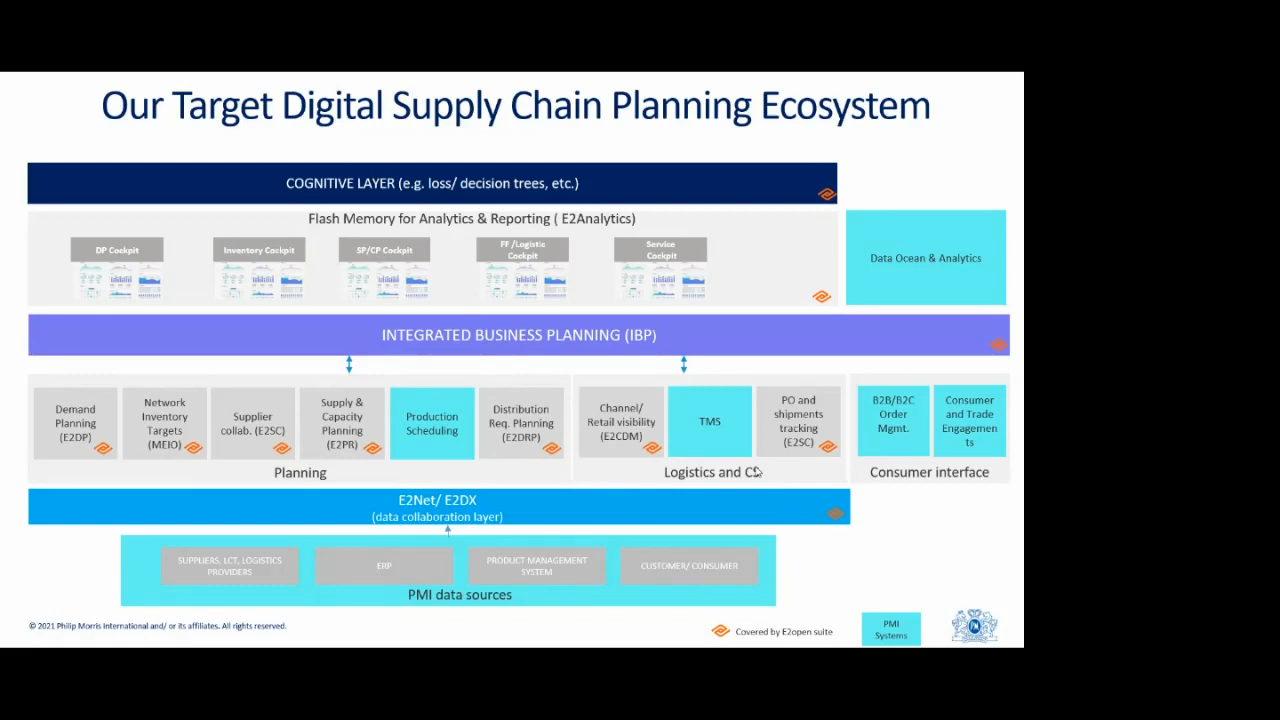 Our Target Digital Supply Chain Planning Ecosystem
COGNITIVE LAYER (e.g. loss/ decision trees, etc.)
Flash Memory for Analytics & Reporting ( E2Analytics)
DP Cockpit
Inventory Cockpit
SP/CP Cockpit
FF /Logistic
Cockpit
Service
Cockpit
Data Ocean & Analytics
INTEGRATED BUSINESS PLANNING (IBP)
Demand
Planning
(E2DP)
Network
Inventory
Targets
(MEIO)
Supplier
collab. (E2SC)
Supply &
Capacity
Planning
(E2PR)
Production
Scheduling
Distribution
Req. Planning
(E2DRP)
Planning
Channel/
Retail visibility
(E2CDM)
TMS
PO and
shipments
tracking
(E2SC)
Logistics and CS
B2B/B2C
Order
Mgmt.
Consumer
and Trade
Engagemen
ts
Consumer interface
E2Net/ E2DX
(data collaboration layer)
SUPPLIERS, LCT, LOGISTICS
PROVIDERS
ERP
PRODUCT MANAGEMENT
SYSTEM
CUSTOMER/ CONSUMER
PMI data sources
© 2021 Philip Morris International and/ or its affiliates. All rights reserved.
Covered by E2open suite
PMI
Systems